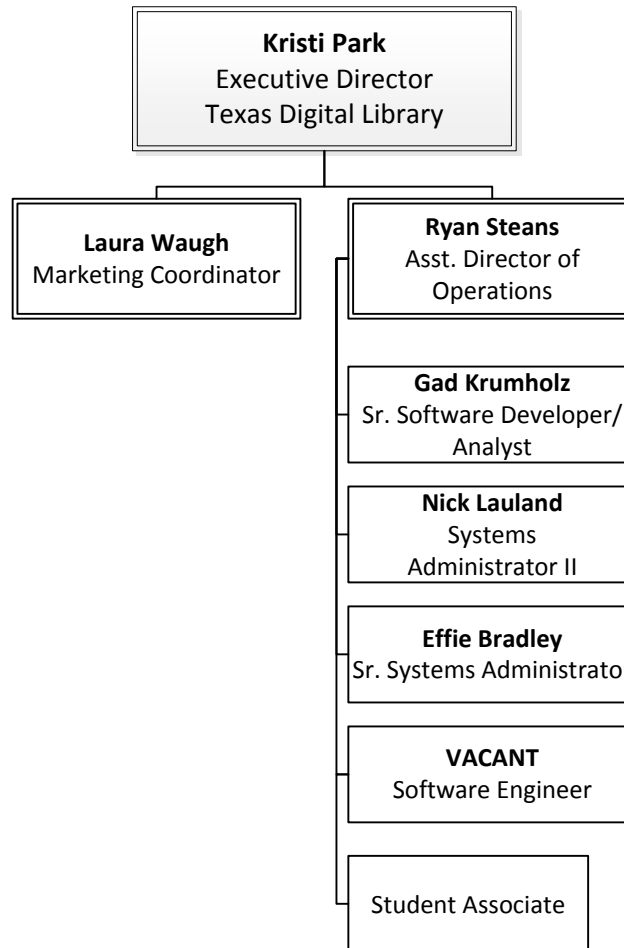 Kristi Park
Executive Director
Texas Digital Library
Laura Waugh
Marketing Coordinator
Ryan Steans
Asst. Director of
Operations
Gad Krumholz
Sr. Software Developer/
Analyst
Nick Lauland
Systems
Administrator II
Effie Bradley
Sr. Systems Administrato
VACANT
Software Engineer
Student Associate